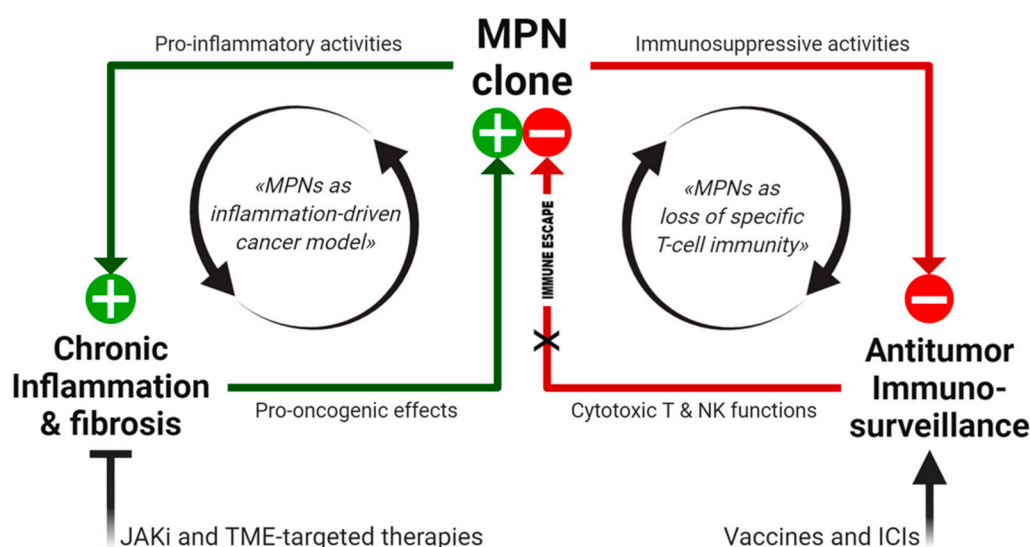 Pro-inflammatory activities
MPN
clone
Immunosuppressive activities
«MPNs as
inflammation-driven
cancer model»
IMMUNE ESCAPE
«MPNs as
loss of specific
T-cell immunity»
Chronic
Inflammation
& fibrosis
Pro-oncogenic effects
Cytotoxic T & NK functions
Antitumor
Immuno-
surveillance
JAKi and TME-targeted therapies
Vaccines and ICIs